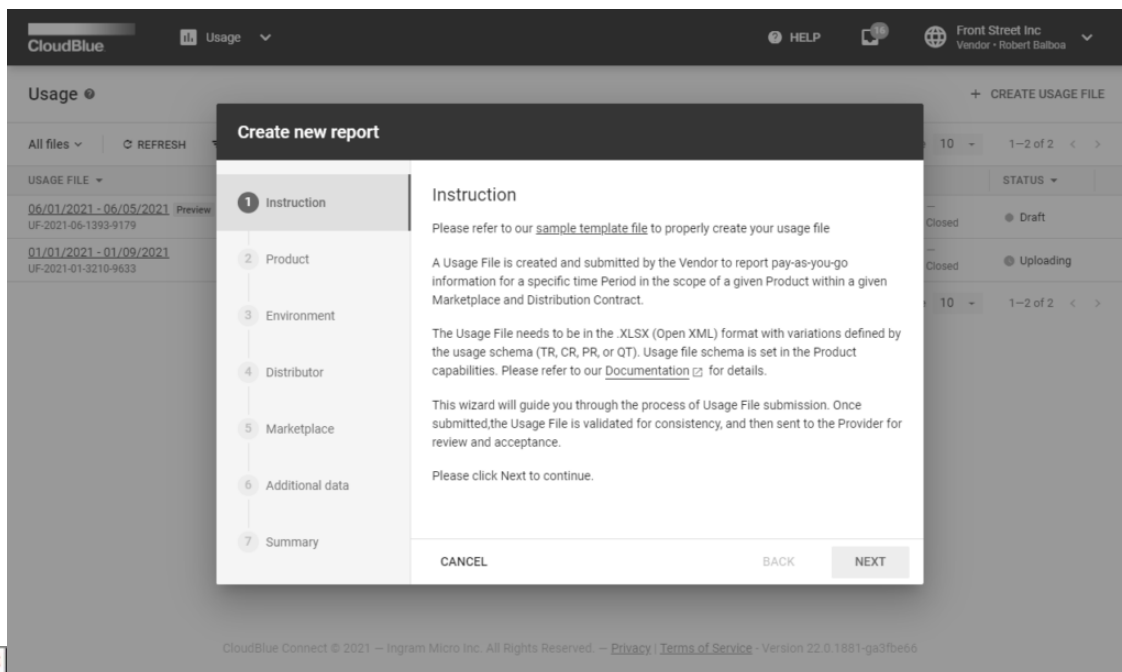 CloudBlue
Usage
HELP
16
Front Street Inc
Vendor • Robert Balboa
Usage
+ CREATE USAGE FILE
All files
REFRESH
10
1—2 of 2
USAGE FILE
STATUS
06/01/2021 - 06/05/2021 Preview
UF-2021-06-1393-9179
—
Closed
Draft
01/01/2021 - 01/09/2021
UF-2021-01-3210-9633
—
Closed
Uploading
10
1—2 of 2
Create new report
1 Instruction
2 Product
3 Environment
4 Distributor
5 Marketplace
6 Additional data
7 Summary
Instruction
Please refer to our sample template file to properly create your usage file
A Usage File is created and submitted by the Vendor to report pay-as-you-go
information for a specific time Period in the scope of a given Product within a given
Marketplace and Distribution Contract.
The Usage File needs to be in the .XLSX (Open XML) format with variations defined by
the usage schema (TR, CR, PR, or QT). Usage file schema is set in the Product
capabilities. Please refer to our Documentation for details.
This wizard will guide you through the process of Usage File submission. Once
submitted,the Usage File is validated for consistency, and then sent to the Provider for
review and acceptance.
Please click Next to continue.
CANCEL
BACK
NEXT
CloudBlue Connect © 2021 — Ingram Micro Inc. All Rights Reserved. — Privacy | Terms of Service - Version 22.0.1881-ga3fbe66